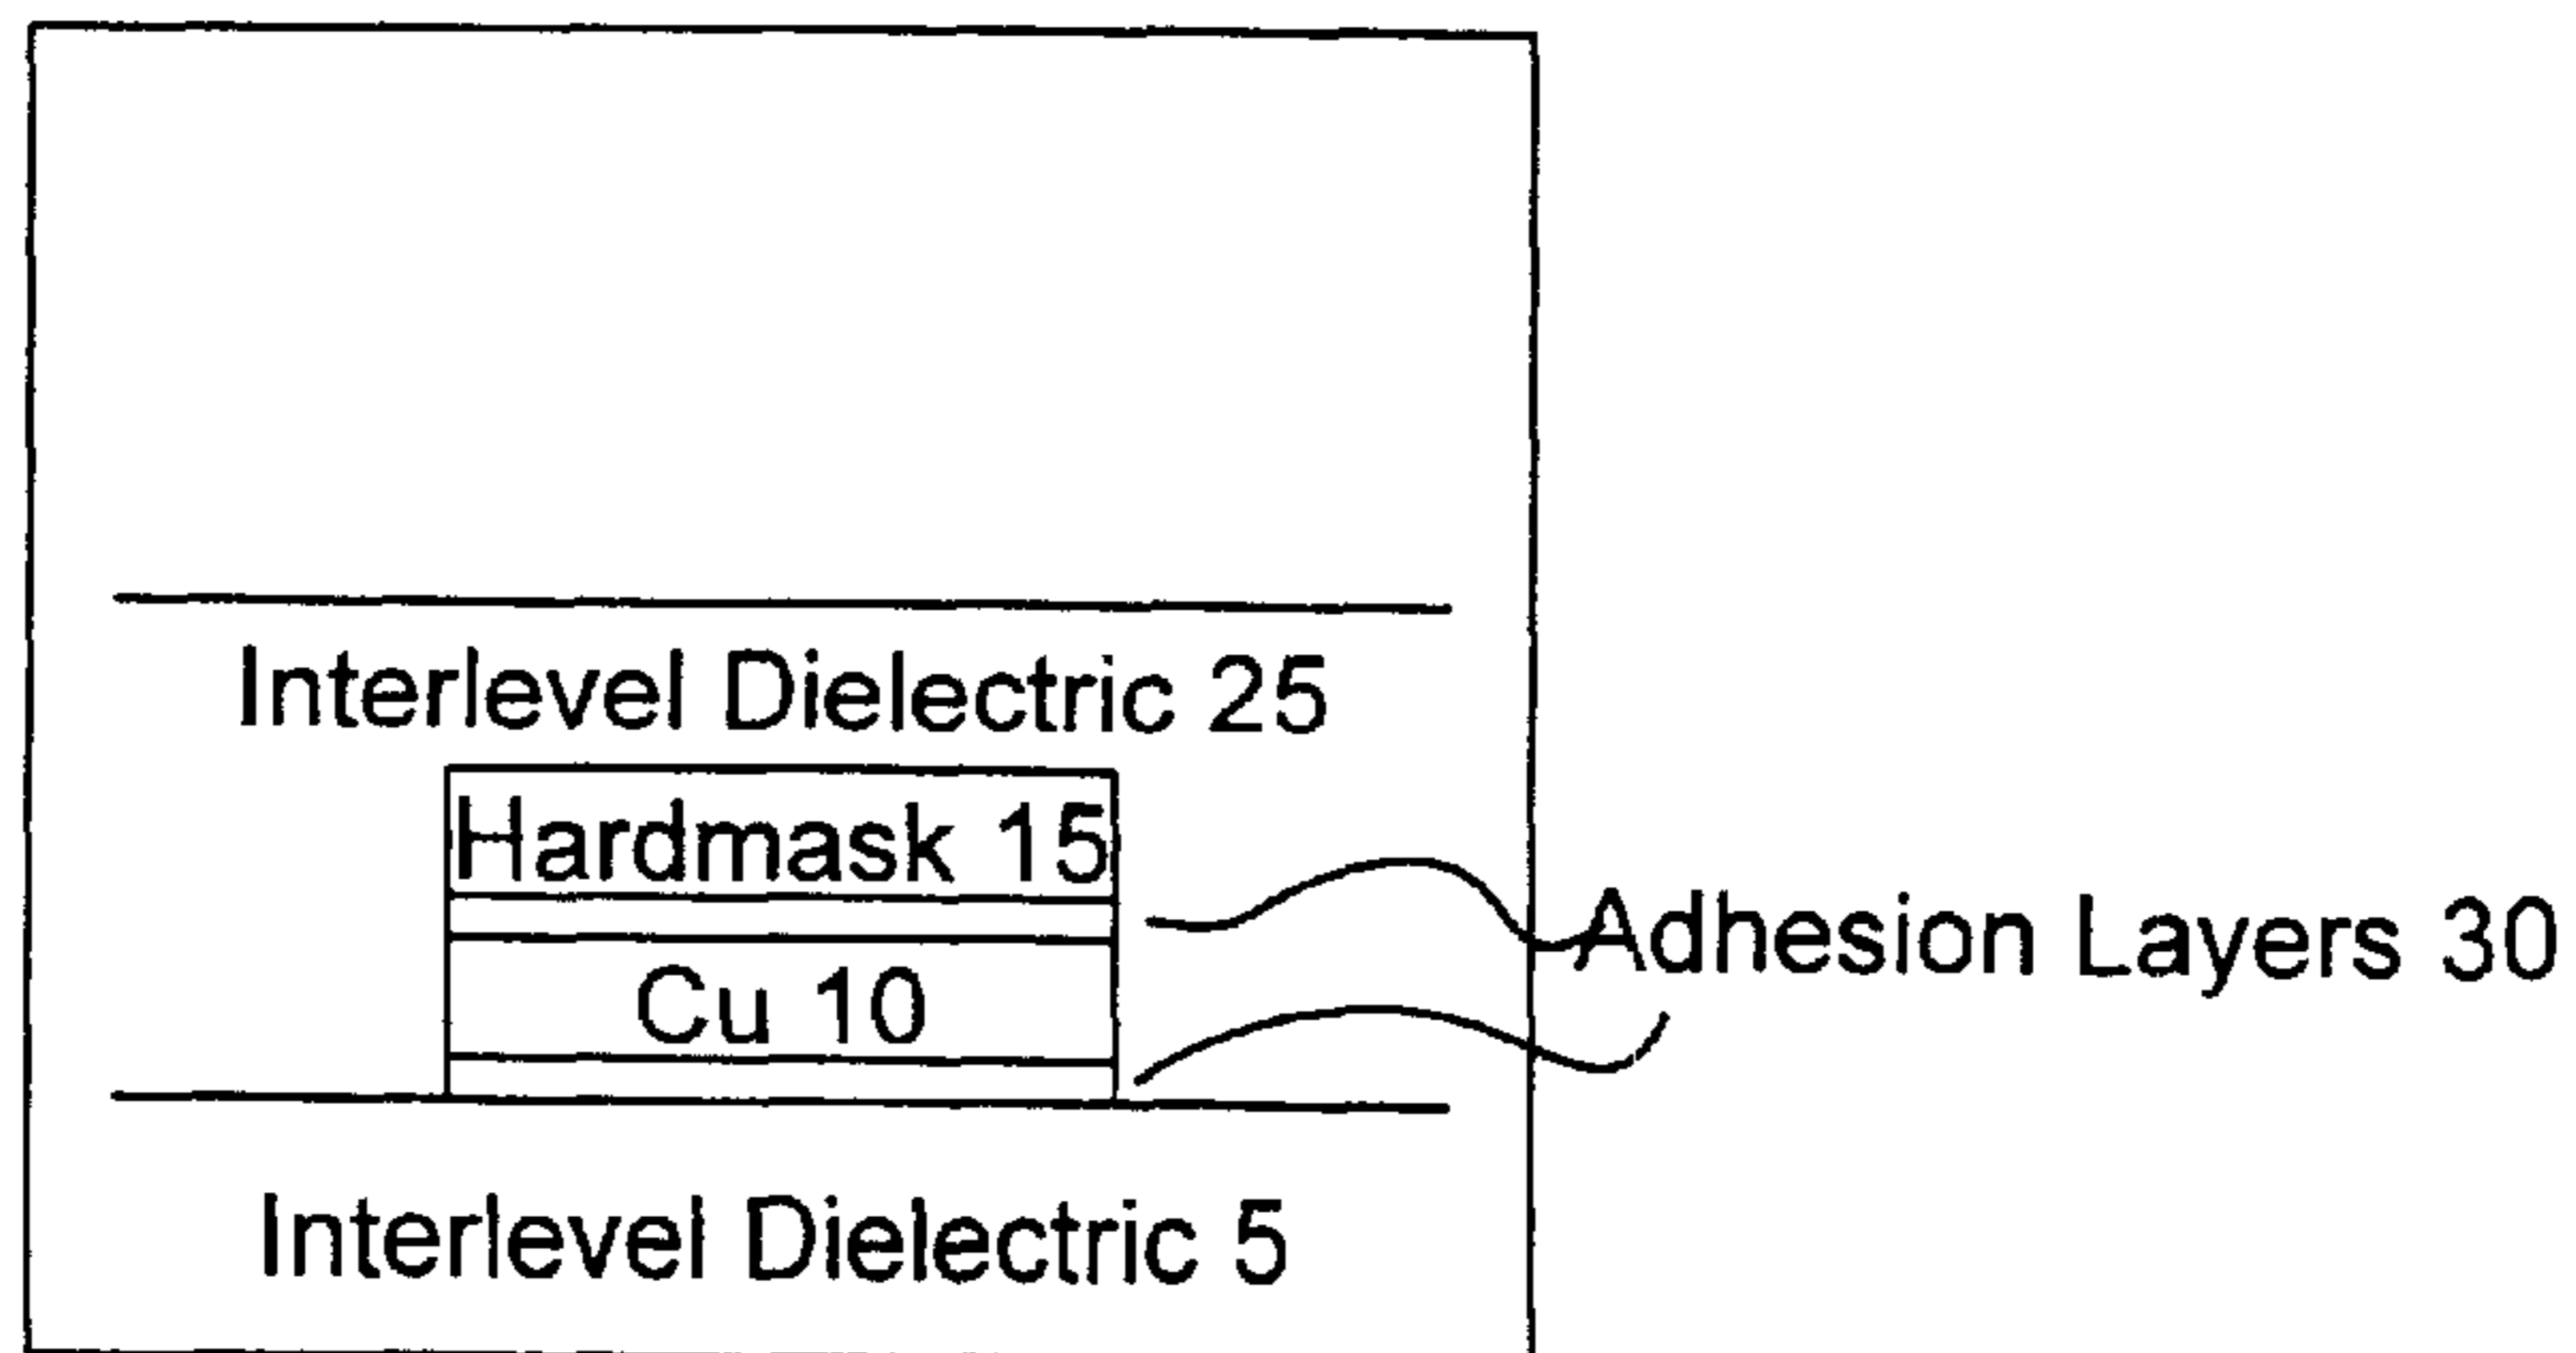 Interlevel Dielectric 25
Hardmask 15
Adhesion Layers 30
Cu 10
Interlevel Dielectric 5